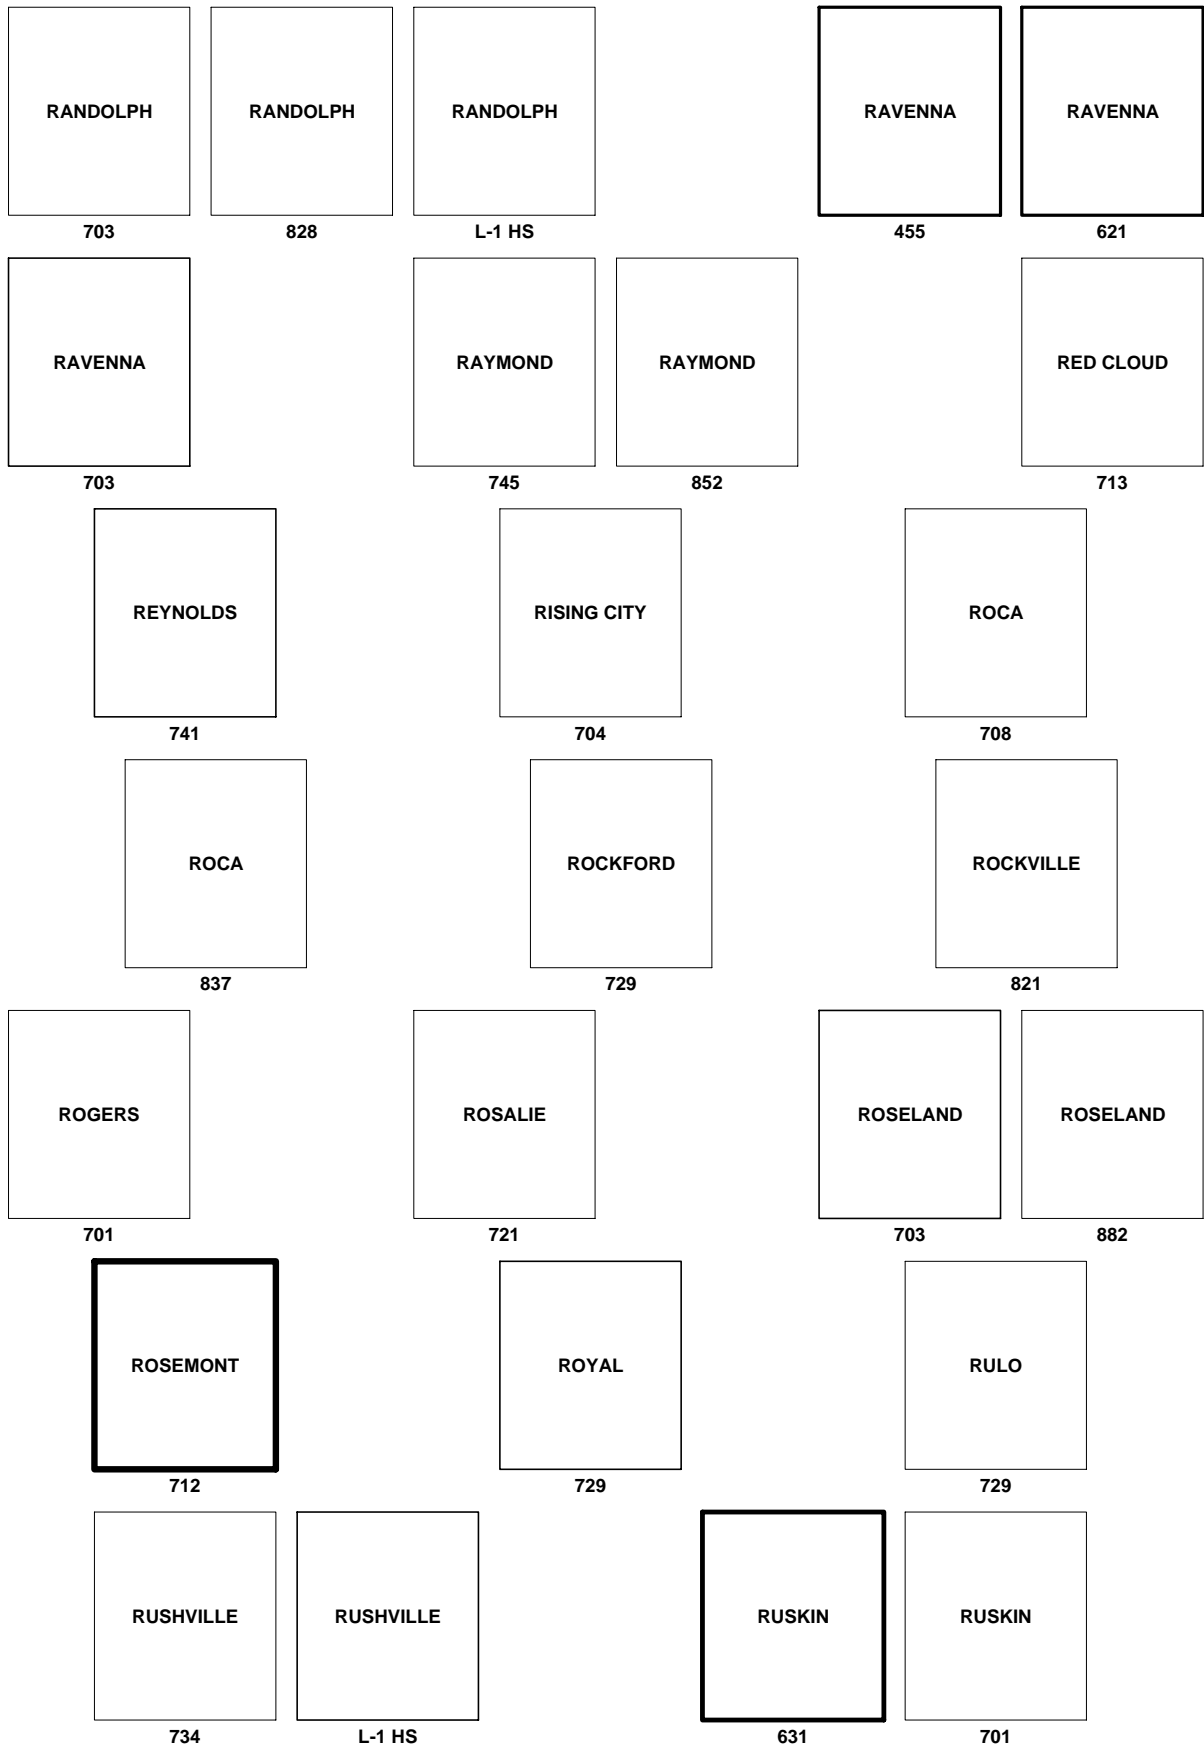 RANDOLPH RANDOLPH RANDOLPH RAVENNA RAVENNA
703 828 L-1 HS 455 621
RAVENNA RAYMOND RAYMOND RED CLOUD
703 745 852 713
REYNOLDS RISING CITY ROCA
741 704 708
ROCA ROCKFORD ROCKVILLE
837 729 821
ROGERS ROSALIE ROSELAND ROSELAND
701 721 703 882
ROSEMONT ROYAL RULO
712 729 729
RUSHVILLE RUSHVILLE RUSKIN RUSKIN
734 L-1 HS 631 701